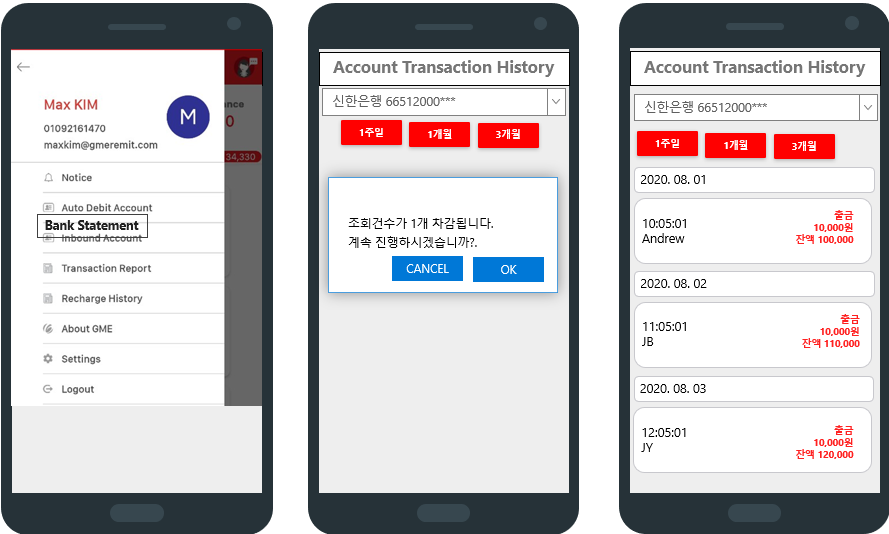 Max KIM
01092161470
maxkim@gmeremit.com
M
nce
0
34,330
Notice
Auto Debit Account
Bank Statement
Inbound Account
Transaction Report
Recharge History
About GME
Settings
Logout
Account Transaction History
신한은행 66512000***
1주일
1개월
3개월
조회건수가 1개 차감됩니다.
계속 진행하시겠습니까?.
CANCEL
OK
Account Transaction History
신한은행 66512000***
1주일
1개월
3개월
2020. 08. 01
10:05:01
Andrew
출금
10,000원
잔액 100,000
2020. 08. 02
11:05:01
JB
출금
10,000원
잔액 110,000
2020. 08. 03
12:05:01
JY
출금
10,000원
잔액 120,000